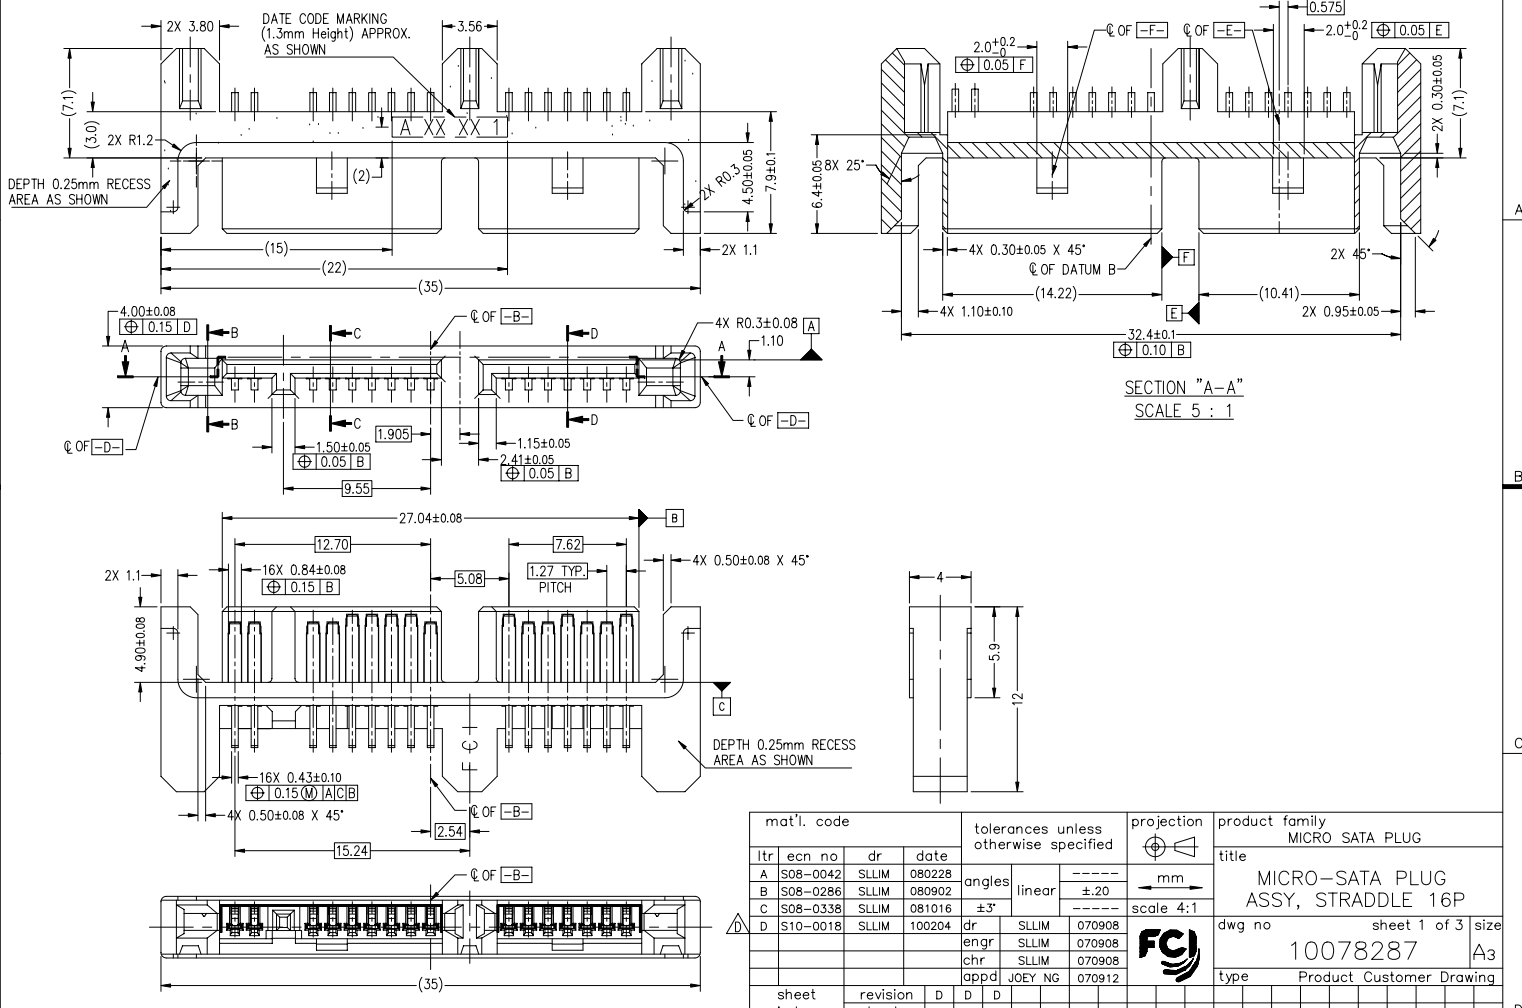 2X 3.80
DATE CODE MARKING
(1.3mm Height) APPROX.
AS SHOWN
3.56
(7.1)
(3.0)
2X R1.2
A XX XX 1
(2)
DEPTH 0.25mm RECESS
AREA AS SHOWN
2X R0.3
4.50±0.05
7.9±0.1
(15)
2X 1.1
(22)
(35)
0.575
℄ OF -F-
℄ OF -E-
2.0+0.2 -0
⌖ 0.05 F
2.0+0.2 -0
⌖ 0.05 E
2X 0.30±0.05
(7.1)
8X 25°
6.4±0.05
4X 0.30±0.05 X 45°
℄ OF DATUM B
F
2X 45°
(14.22)
(10.41)
4X 1.10±0.10
E
2X 0.95±0.05
32.4±0.1
⌖ 0.10 B
SECTION "A-A"
SCALE 5 : 1
4.00±0.08
⌖ 0.15 D
B
C
℄ OF -B-
D
4X R0.3±0.08
A
1.10
A
A
B
C
D
℄ OF -D-
℄ OF -D-
1.905
1.50±0.05
⌖ 0.05 B
1.15±0.05
2.41±0.05
⌖ 0.05 B
9.55
27.04±0.08
B
12.70
7.62
2X 1.1
16X 0.84±0.08
⌖ 0.15 B
5.08
1.27 TYP.
PITCH
4X 0.50±0.08 X 45°
4.90±0.08
C
FCI
DEPTH 0.25mm RECESS
AREA AS SHOWN
16X 0.43±0.10
⌖ 0.15 Ⓜ A C B
4X 0.50±0.08 X 45°
℄ OF -B-
2.54
15.24
℄ OF -B-
(35)
4
5.9
12
A
B
C
mat'l. code
tolerances unless
otherwise specified
projection
product family
MICRO SATA PLUG
ltr ecn no dr date
A S08-0042 SLLIM 080228
B S08-0286 SLLIM 080902
C S08-0338 SLLIM 081016
D D S10-0018 SLLIM 100204
angles ±3°
linear
-----
±.20
-----
mm
scale 4:1
title
MICRO-SATA PLUG
ASSY, STRADDLE 16P
dr SLLIM 070908
engr SLLIM 070908
chr SLLIM 070908
appd JOEY NG 070912
FCI
dwg no
sheet 1 of 3
size
10078287
A3
type Product Customer Drawing
sheet revision D D D